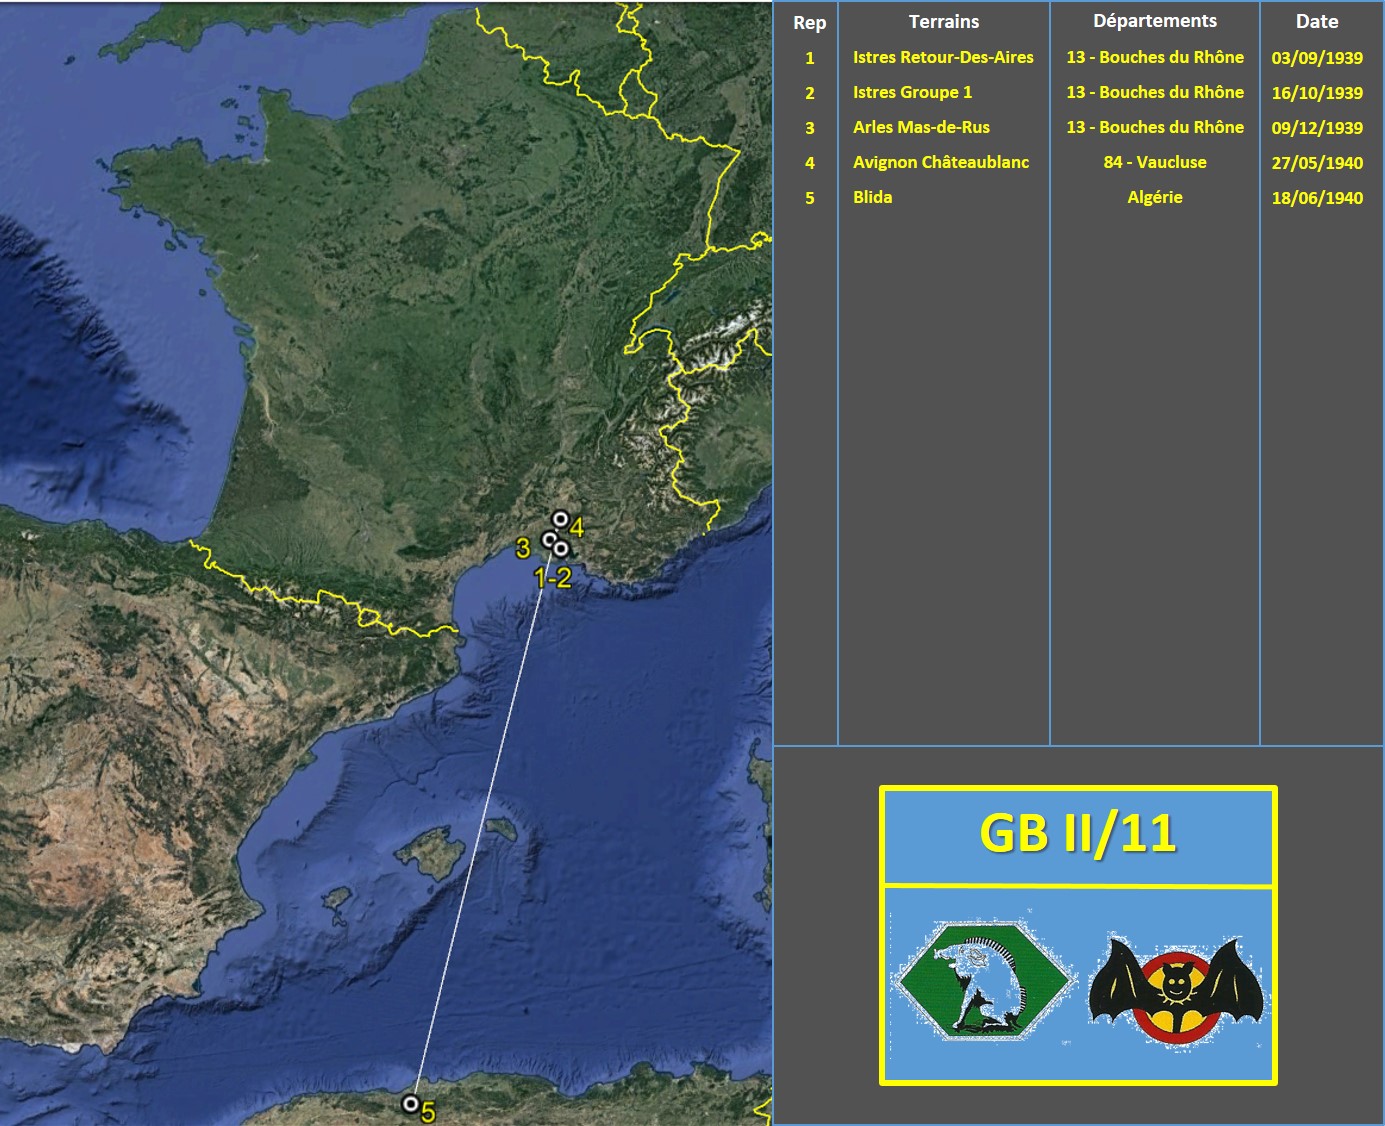 Rep Terrains Départements Date
1 Istres Retour-Des-Aires 13 - Bouches du Rhône 03/09/1939
2 Istres Groupe 1 13 - Bouches du Rhône 16/10/1939
3 Arles Mas-de-Rus 13 - Bouches du Rhône 09/12/1939
4 Avignon Châteaublanc 84 - Vaucluse 27/05/1940
5 Blida Algérie 18/06/1940
4
3
1-2
5
GB II/11